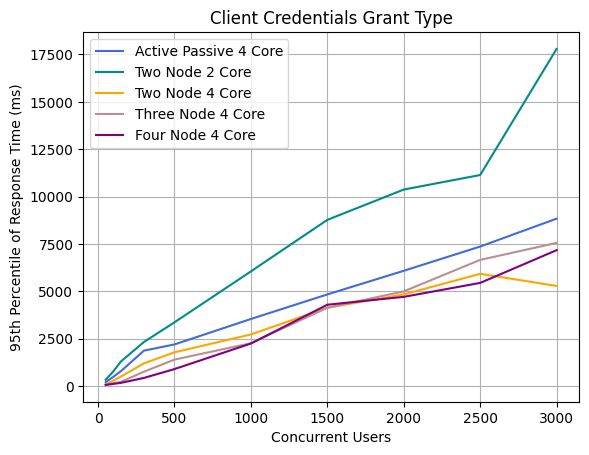 Client Credentials Grant Type
Active Passive 4 Core
Two Node 2 Core
Two Node 4 Core
Three Node 4 Core
Four Node 4 Core
95th Percentile of Response Time (ms)
17500
15000
12500
10000
7500
5000
2500
0
0 500 1000 1500 2000 2500 3000
Concurrent Users